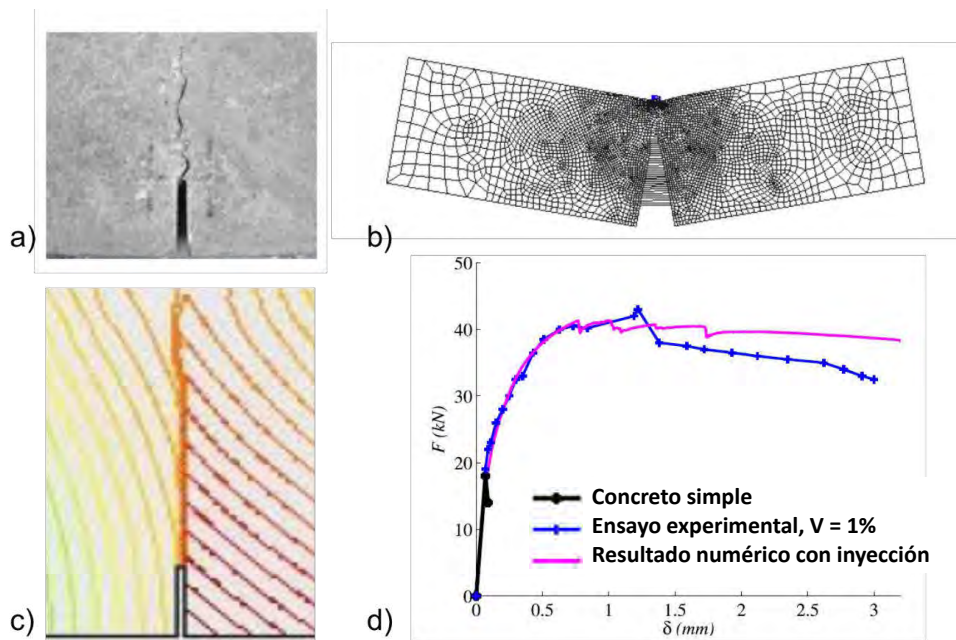 a)
b)
c)
d)
50
40
30
20
10
0
F (kN)
0
0.5
1
1.5
2
2.5
3
δ (mm)
Concreto simple
Ensayo experimental, V = 1%
Resultado numérico con inyección